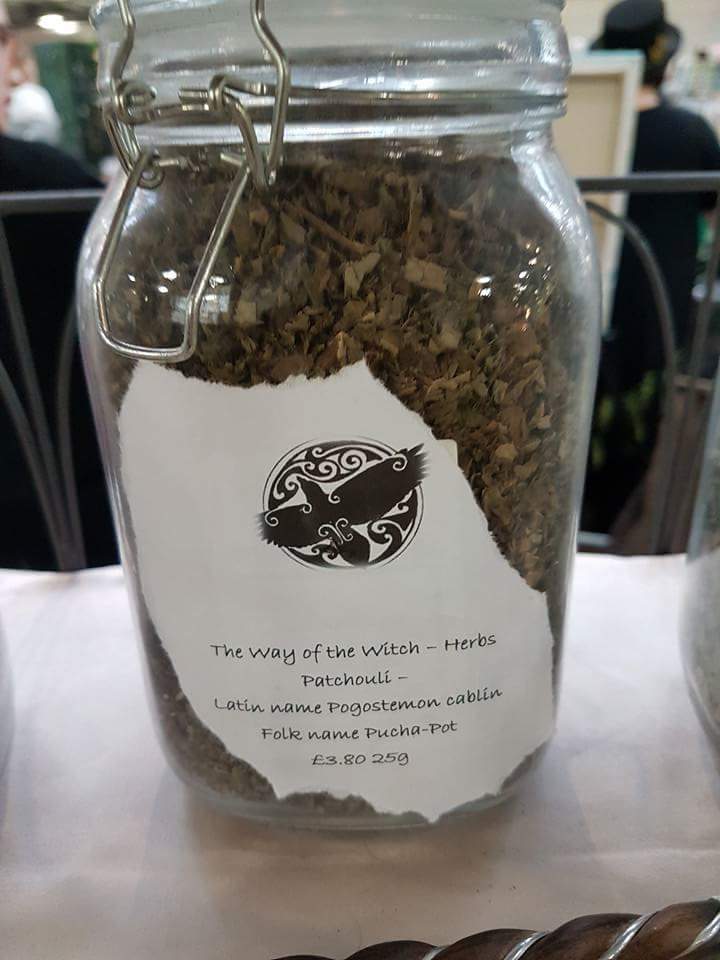 The Way of the Witch – Herbs
Patchouli –
Latin name Pogostemon cablin
Folk name Pucha-Pot
£3.80 25g